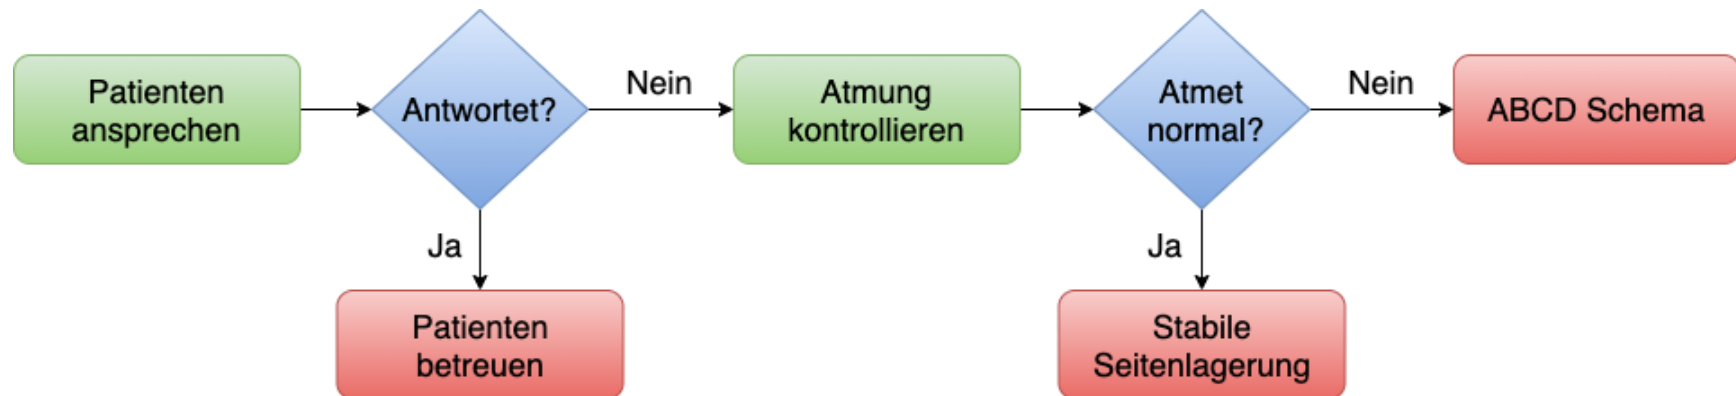 Patienten
ansprechen
Antwortet?
Nein
Atmung
kontrollieren
Atmet
normal?
Nein
ABCD Schema
Ja
Ja
Patienten
betreuen
Stabile
Seitenlagerung